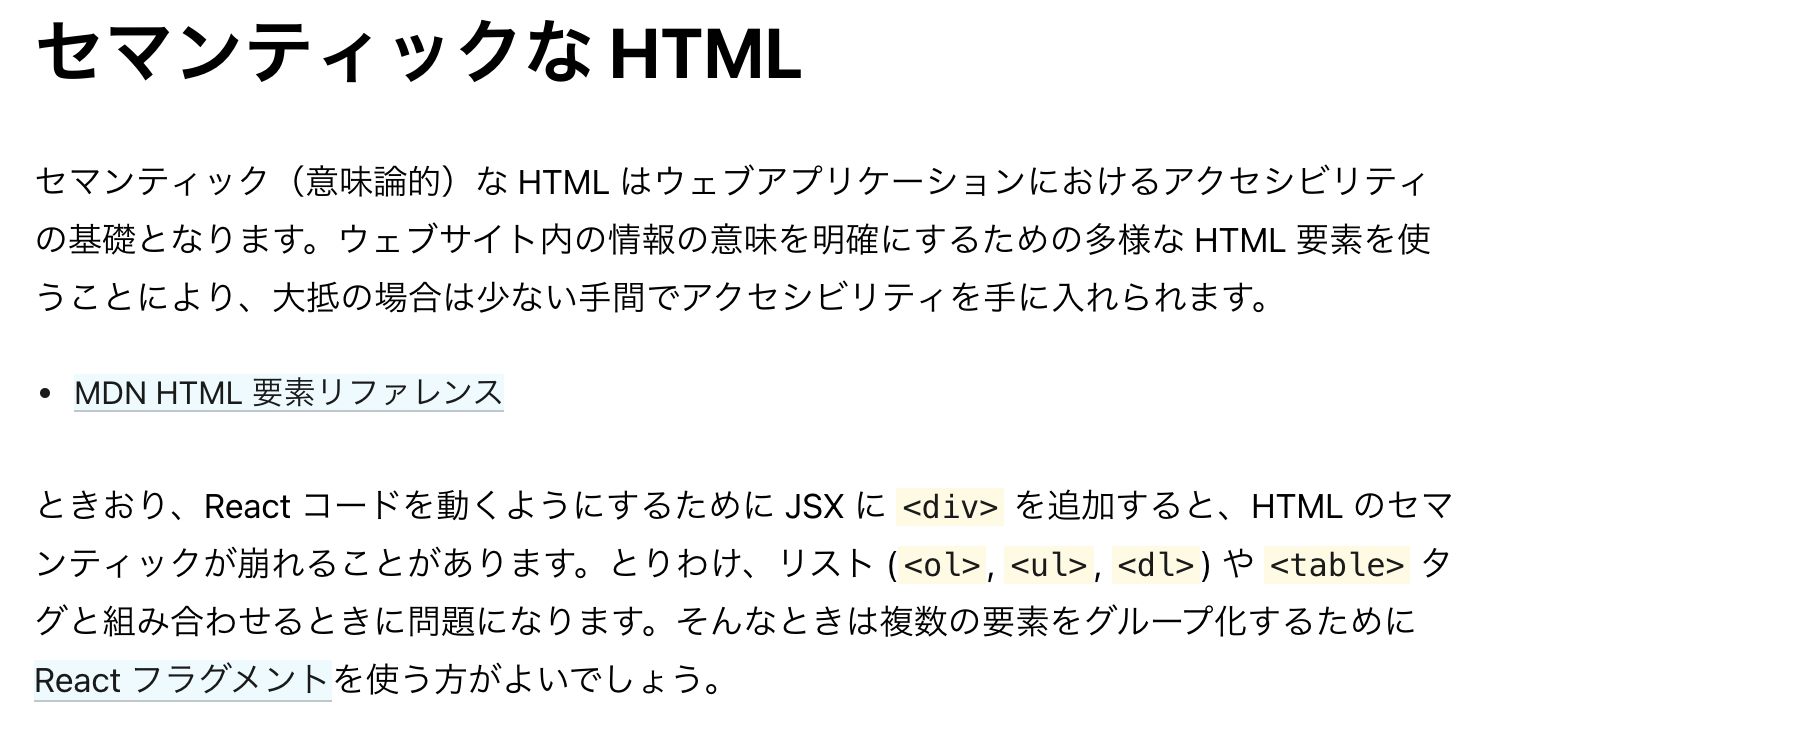 セマンティックな HTML
セマンティック（意味論的）な HTML はウェブアプリケーションにおけるアクセシビリティ
の基礎となります。ウェブサイト内の情報の意味を明確にするための多様な HTML 要素を使
うことにより、大抵の場合は少ない手間でアクセシビリティを手に入れられます。
• MDN HTML 要素リファレンス
ときおり、React コードを動くようにするために JSX に <div> を追加すると、HTML のセマ
ンティックが崩れることがあります。とりわけ、リスト (<ol>, <ul>, <dl>) や <table> タ
グと組み合わせるときに問題になります。そんなときは複数の要素をグループ化するために
React フラグメントを使う方がよいでしょう。